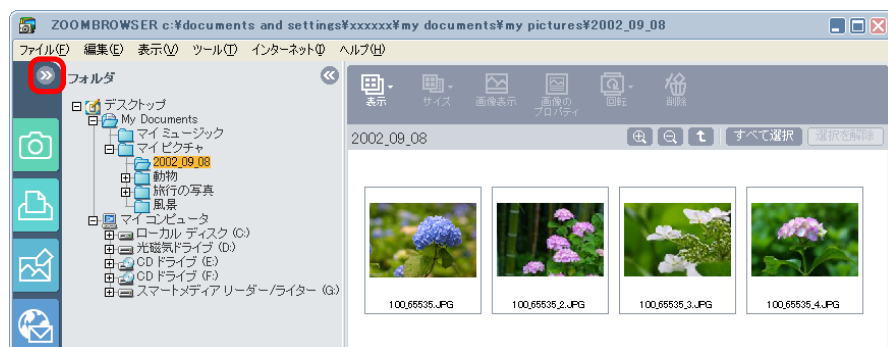 ZOOMBROWSER c:¥documents and settings¥xxxxxx¥my documents¥my pictures¥2002_09_08
ファイル(F) 編集(E) 表示(V) ツール(T) インターネット(I) ヘルプ(H)
フォルダ
デスクトップ
My Documents
マイ ミュージック
マイ ピクチャ
2002_09_08
動物
旅行の写真
風景
マイ コンピュータ
ローカル ディスク (C:)
光磁気ドライブ (D:)
CD ドライブ (E:)
CD ドライブ (F:)
スマートメディア リーダー/ライター (G:)
表示 サイズ 画像表示 画像の プロパティ 回転 削除
2002_09_08 すべて選択 選択を解除
100_65535.JPG 100_65535_2.JPG 100_65535_3.JPG 100_65535_4.JPG